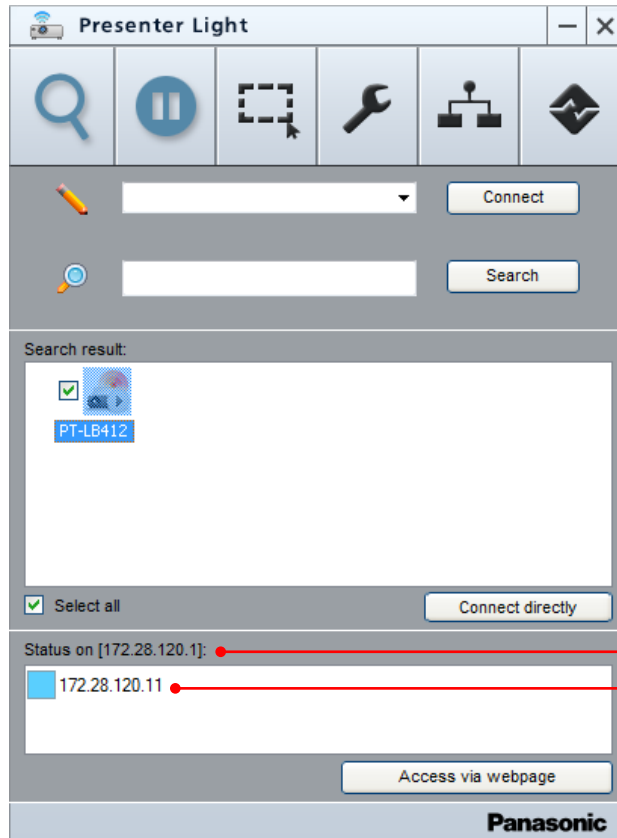 Presenter Light
Connect
Search
Search result:
PT-LB412
Select all
Connect directly
Status on [172.28.120.1]:
172.28.120.11
Access via webpage
Panasonic